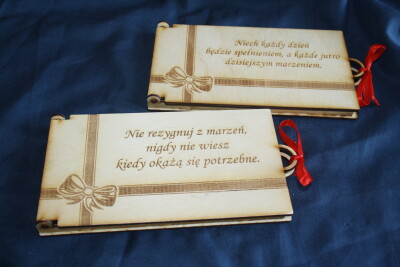 Niech każdy dzień
będzie spełnieniem, a każde jutro
dzisiejszym marzeniem.
Nie rezygnuj z marzeń,
nigdy nie wiesz
kiedy okażą się potrzebne.